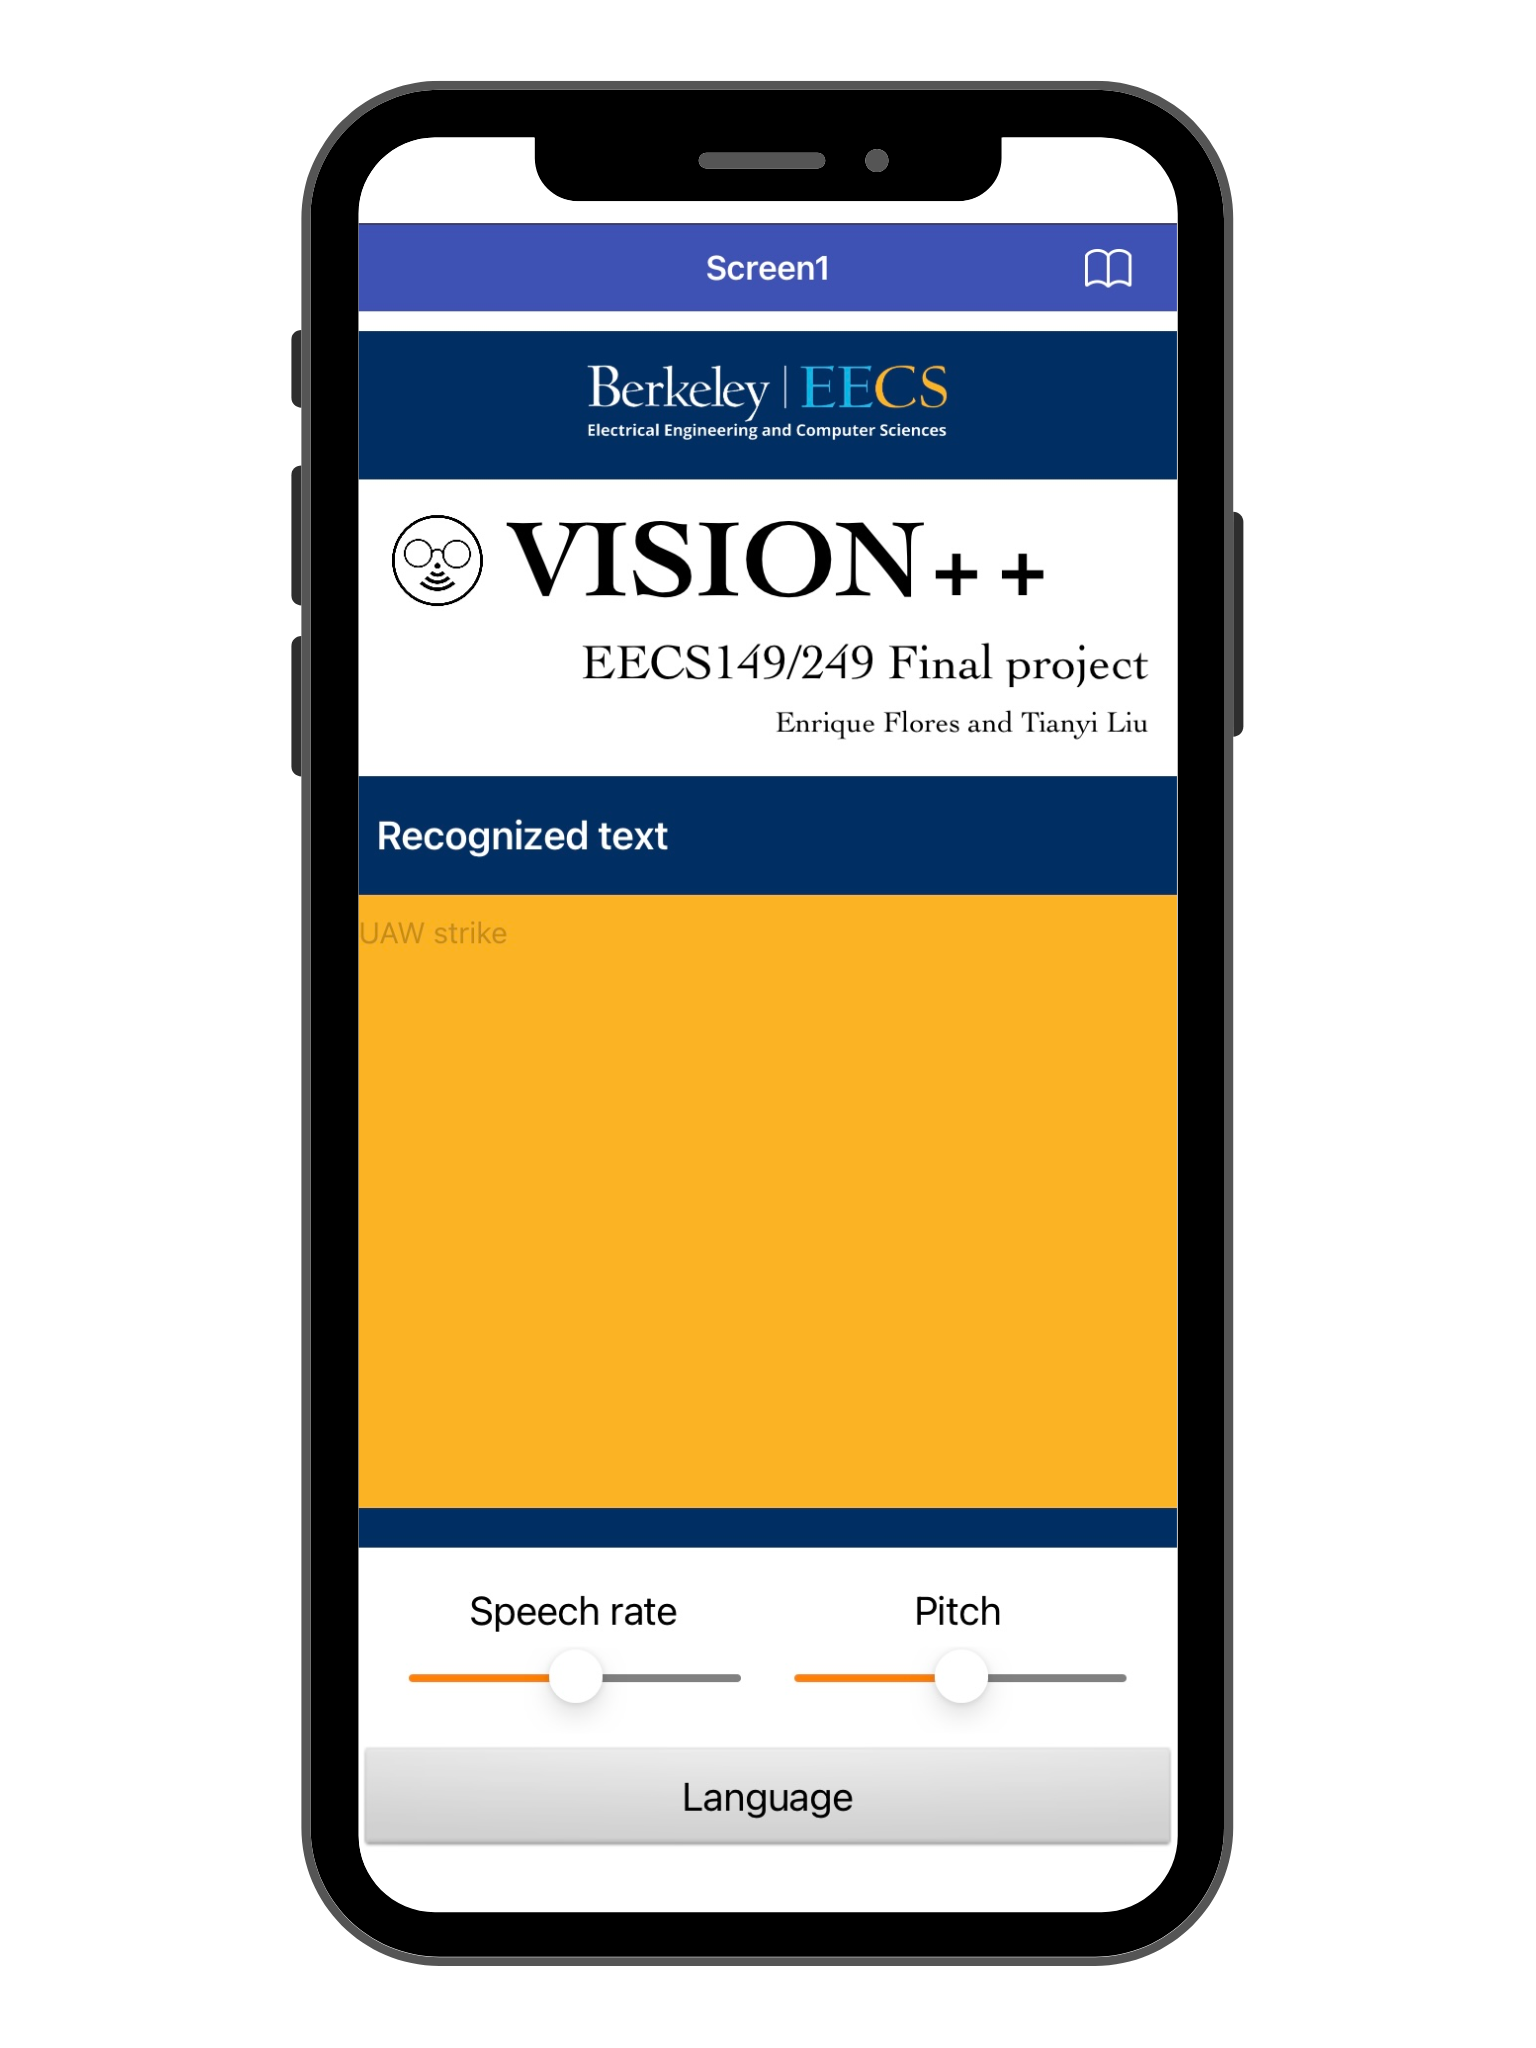 Screen1
Berkeley | EECS
Electrical Engineering and Computer Sciences
VISION++
EECS149/249 Final project
Enrique Flores and Tianyi Liu
Recognized text
UAW strike
Speech rate Pitch
Language